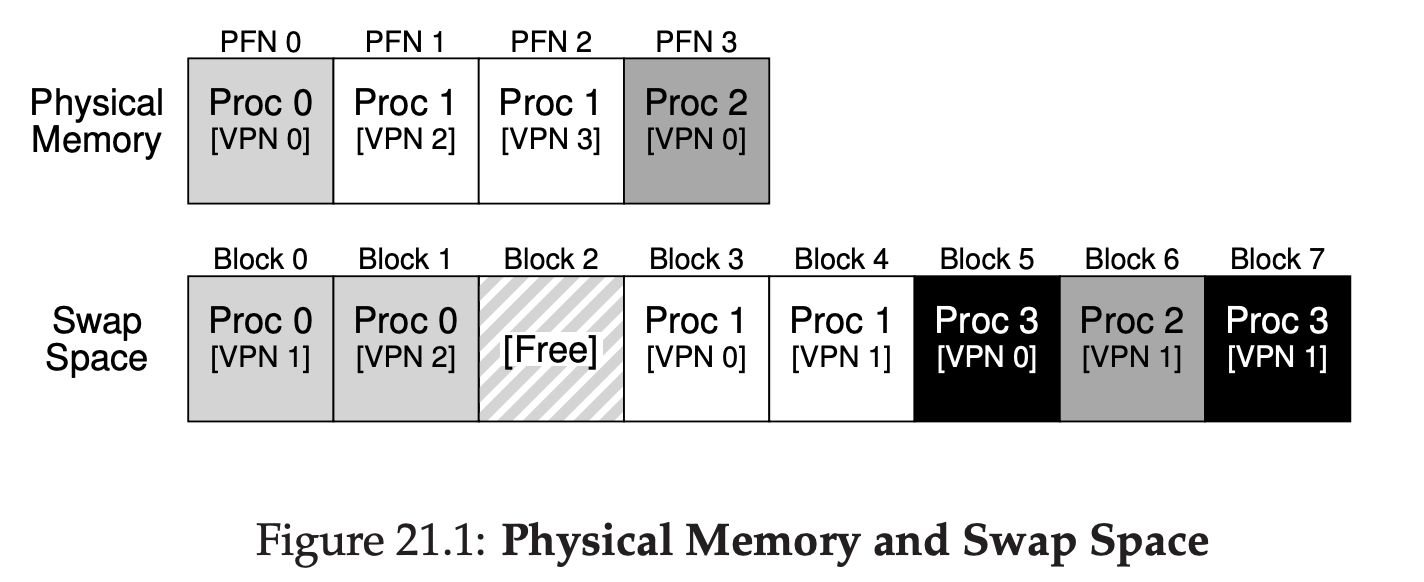 PFN 0 PFN 1 PFN 2 PFN 3
Physical
Memory
Proc 0 Proc 1 Proc 1 Proc 2
[VPN 0] [VPN 2] [VPN 3] [VPN 0]
Block 0 Block 1 Block 2 Block 3 Block 4 Block 5 Block 6 Block 7
Swap
Space
Proc 0 Proc 0 [Free] Proc 1 Proc 1 Proc 3 Proc 2 Proc 3
[VPN 1] [VPN 2] [VPN 0] [VPN 1] [VPN 0] [VPN 1] [VPN 1]
Figure 21.1: Physical Memory and Swap Space